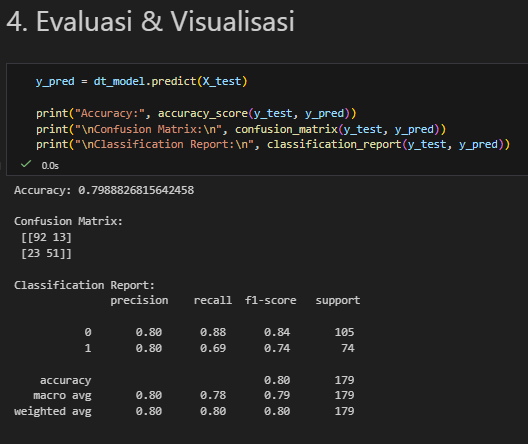 4. Evaluasi & Visualisasi
y_pred = dt_model.predict(X_test)
print("Accuracy:", accuracy_score(y_test, y_pred))
print("\nConfusion Matrix:\n", confusion_matrix(y_test, y_pred))
print("\nClassification Report:\n", classification_report(y_test, y_pred))
0.0s
Accuracy: 0.7988826815642458
Confusion Matrix:
[[92 13]
[23 51]]
Classification Report:
precision recall f1-score support
0 0.80 0.88 0.84 105
1 0.80 0.69 0.74 74
accuracy 0.80 179
macro avg 0.80 0.78 0.79 179
weighted avg 0.80 0.80 0.80 179